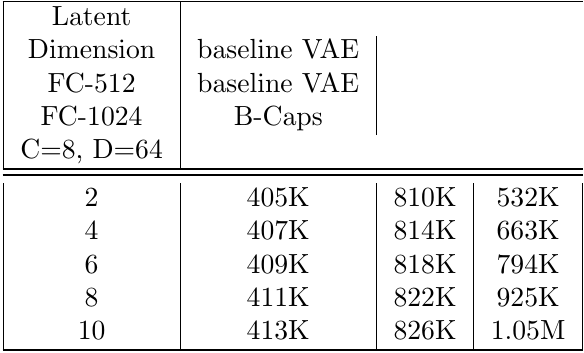 Latent
Dimension baseline VAE
FC-512 baseline VAE
FC-1024 B-Caps
C=8, D=64
2 405K 810K 532K
4 407K 814K 663K
6 409K 818K 794K
8 411K 822K 925K
10 413K 826K 1.05M